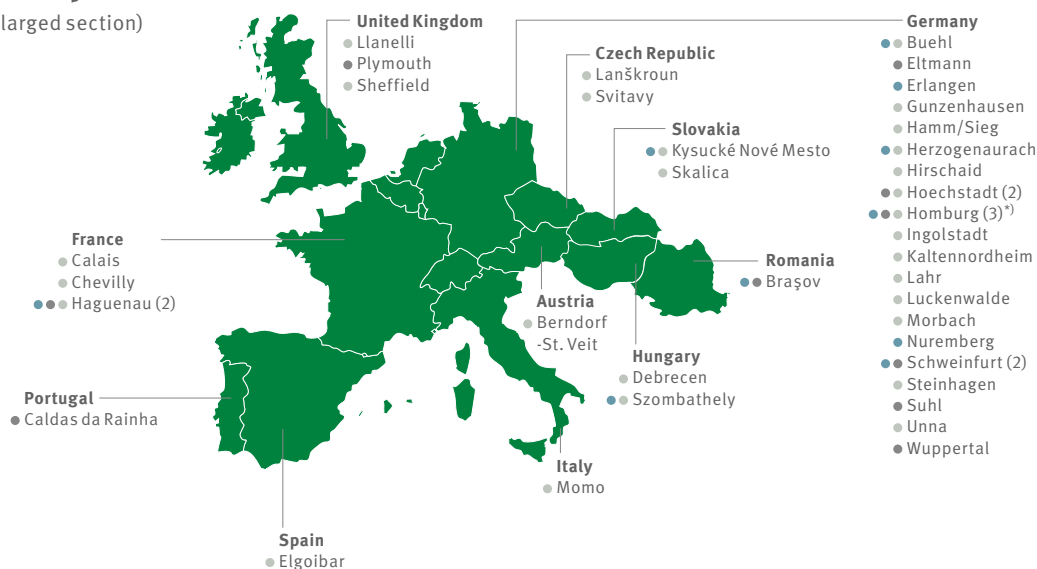 larged section)
United Kingdom
Llanelli
Plymouth
Sheffield
Czech Republic
Lanškroun
Svitavy
Slovakia
Kysucké Nové Mesto
Skalica
Germany
Buehl
Eltmann
Erlangen
Gunzenhausen
Hamm/Sieg
Herzogenaurach
Hirschaid
Hoechstadt (2)
Homburg (3)*)
Ingolstadt
Kaltennordheim
Lahr
Luckenwalde
Morbach
Nuremberg
Schweinfurt (2)
Steinhagen
Suhl
Unna
Wuppertal
France
Calais
Chevilly
Haguenau (2)
Romania
Braşov
Austria
Berndorf
-St. Veit
Hungary
Debrecen
Szombathely
Portugal
Caldas da Rainha
Italy
Momo
Spain
Elgoibar